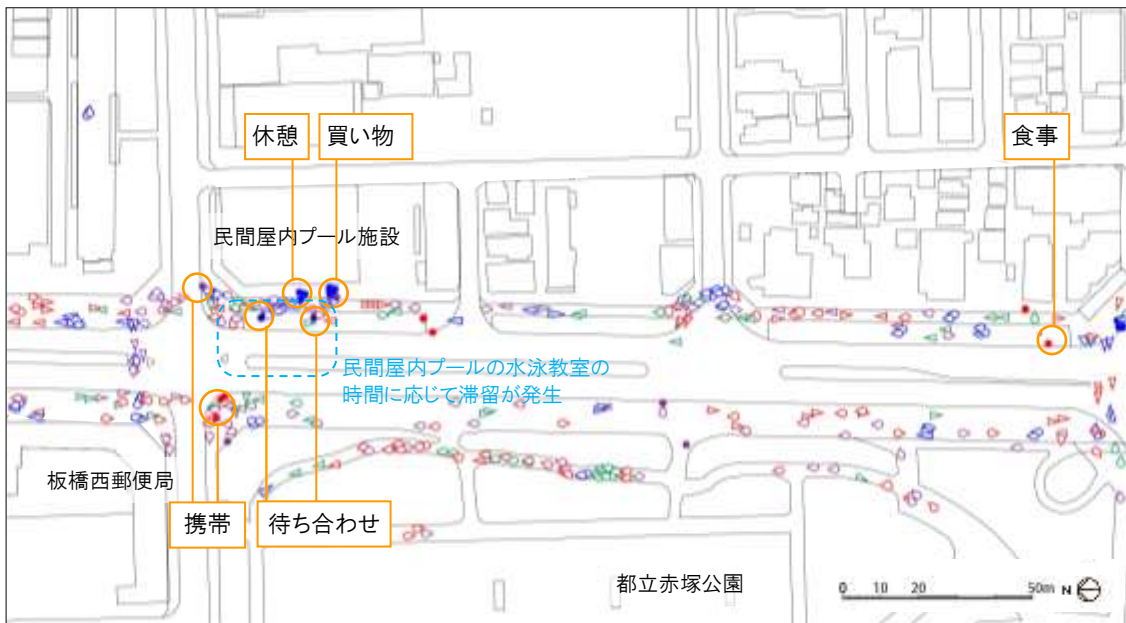 休憩
買い物
食事
民間屋内プール施設
民間屋内プールの水泳教室の
時間に応じて滞留が発生
板橋西郵便局
携帯
待ち合わせ
都立赤塚公園
0 10 20 50m N